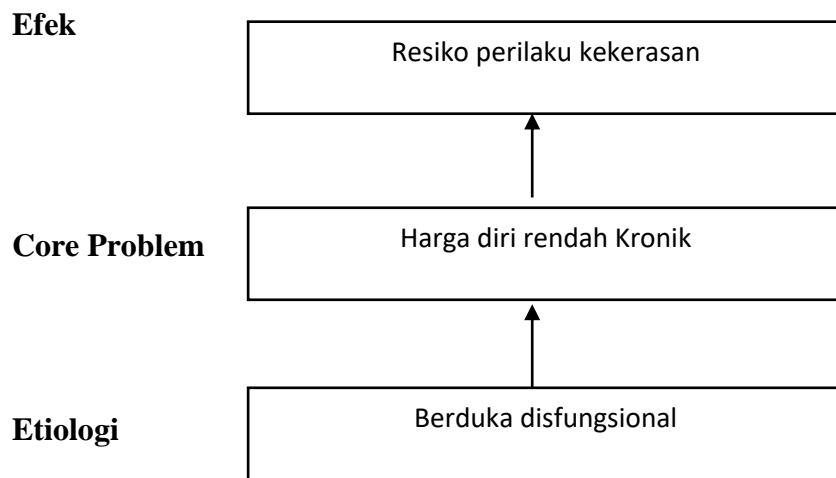 Efek
Resiko perilaku kekerasan
Core Problem
Harga diri rendah Kronik
Etiologi
Berduka disfungsional